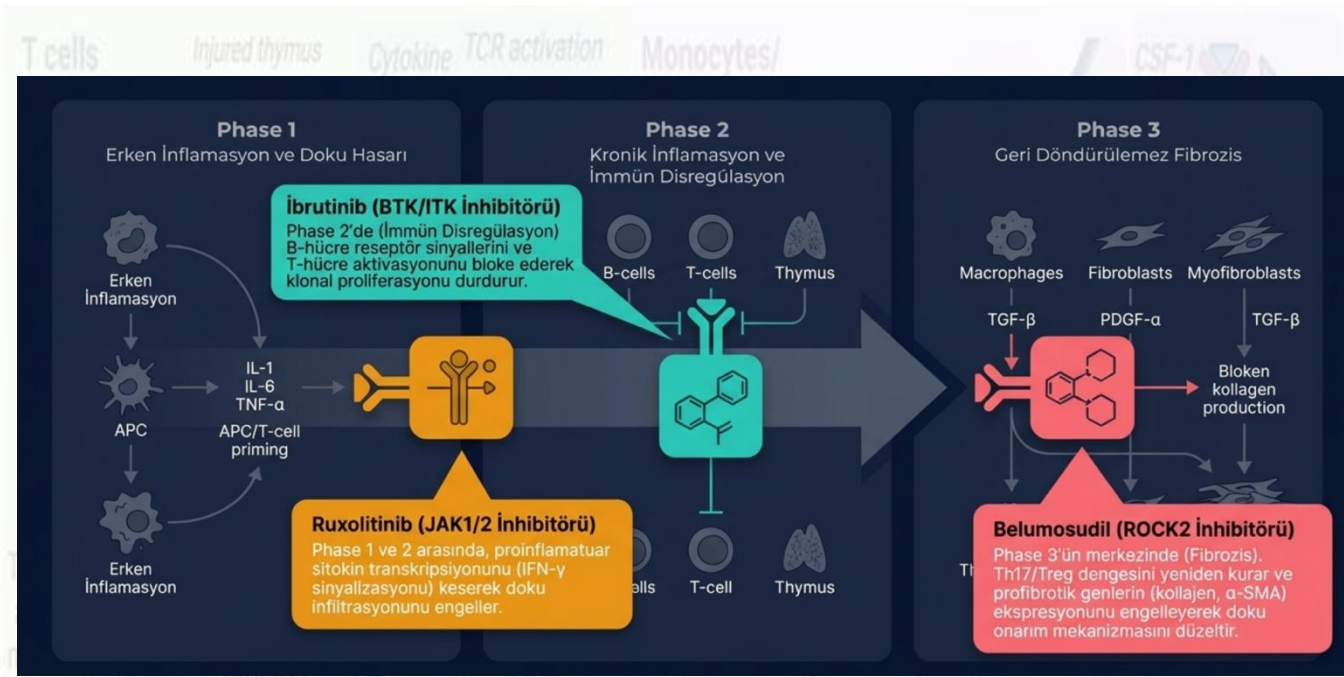 T cells
Injured thymus
Cytokine
TCR activation
Monocytes/
CSF-1
Phase 1
Erken İnflamasyon ve Doku Hasarı
Erken
İnflamasyon
APC
IL-1
IL-6
TNF-α
APC/T-cell
priming
Erken
İnflamasyon
Phase 2
Kronik İnflamasyon ve
İmmün Disregúlasyon
İbrutinib (BTK/ITK İnhibitörü)
Phase 2'de (İmmün Disregülasyon)
B-hücre reseptör sinyallerini ve
T-hücre aktivasyonunu bloke ederek
klonal proliferasyonu durdurur.
B-cells
T-cells
Thymus
Ruxolitinib (JAK1/2 İnhibitörü)
Phase 1 ve 2 arasında, proinflamatuar
sitokin transkripsiyonunu (IFN-γ
sinyalizasyonu) keserek doku
infiltrasyonunu engeller.
ells
T-cell
Thymus
Phase 3
Geri Döndürülemez Fibrozis
Macrophages
Fibroblasts
Myofibroblasts
TGF-β
PDGF-α
TGF-β
Bloken
kollagen
production
Th
Belumosudil (ROCK2 İnhibitörü)
Phase 3'ün merkezinde (Fibrozis).
Th17/Treg dengesini yeniden kurar ve
profibrotik genlerin (kollajen, α-SMA)
ekspresyonunu engelleyerek doku
onarım mekanizmasını düzeltir.